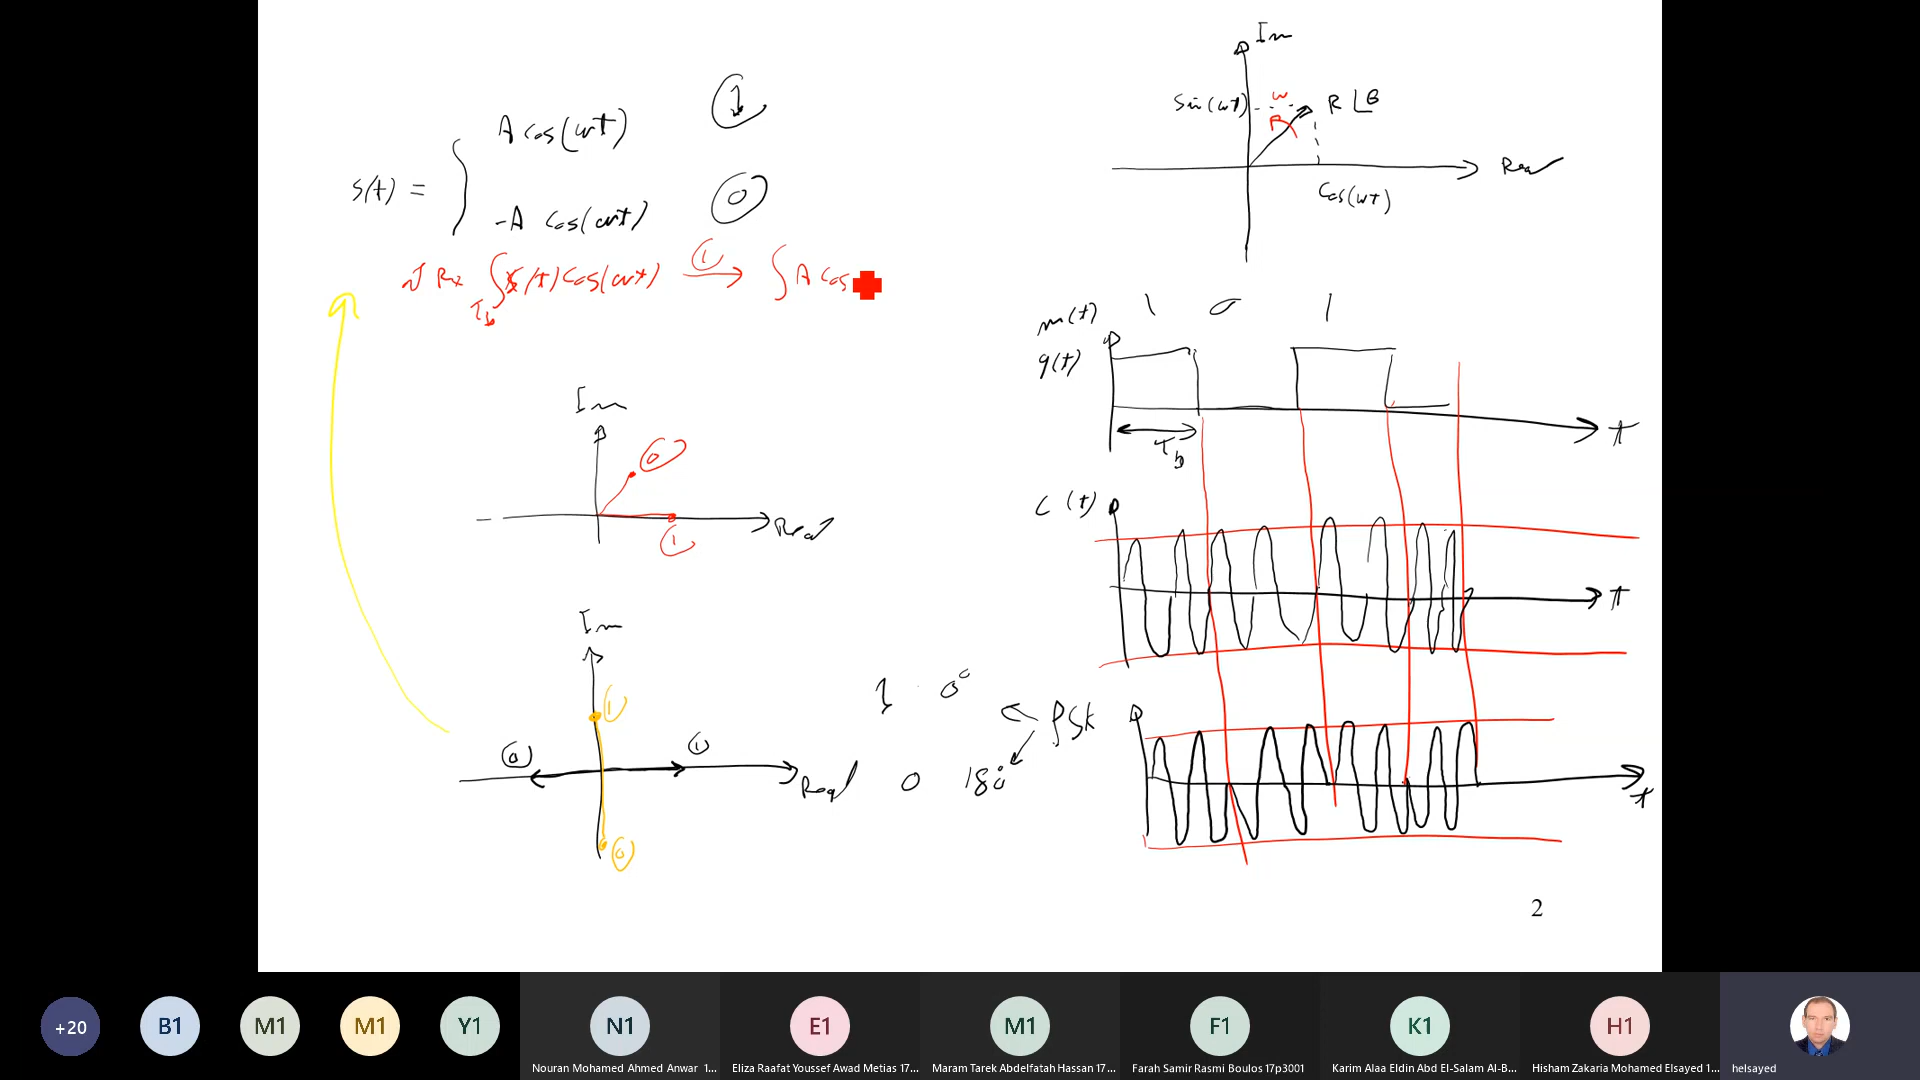 A cos(wt) 1
s(t) =
-A cos(wt) 0
Rx ∫ s(t) cos(wt) 1 → ∫ A cos
Tb
Im
0
Real
1
Im
1
0 1
Real
0
1 0°
PSK
0 180°
Im
Sin(wt) w R∠θ
Real
Cos(wt)
m(t) 1 0 1
g(t)
Tb
t
c(t)
t
t
2
+20
B1
M1
M1
Y1
N1
E1
M1
F1
K1
H1
Nouran Mohamed Ahmed Anwar 1...
Eliza Raafat Youssef Awad Metias 17...
Maram Tarek Abdelfatah Hassan 17...
Farah Samir Rasmi Boulos 17p3001
Karim Alaa Eldin Abd El-Salam Al-B...
Hisham Zakaria Mohamed Elsayed 1...
helsayed